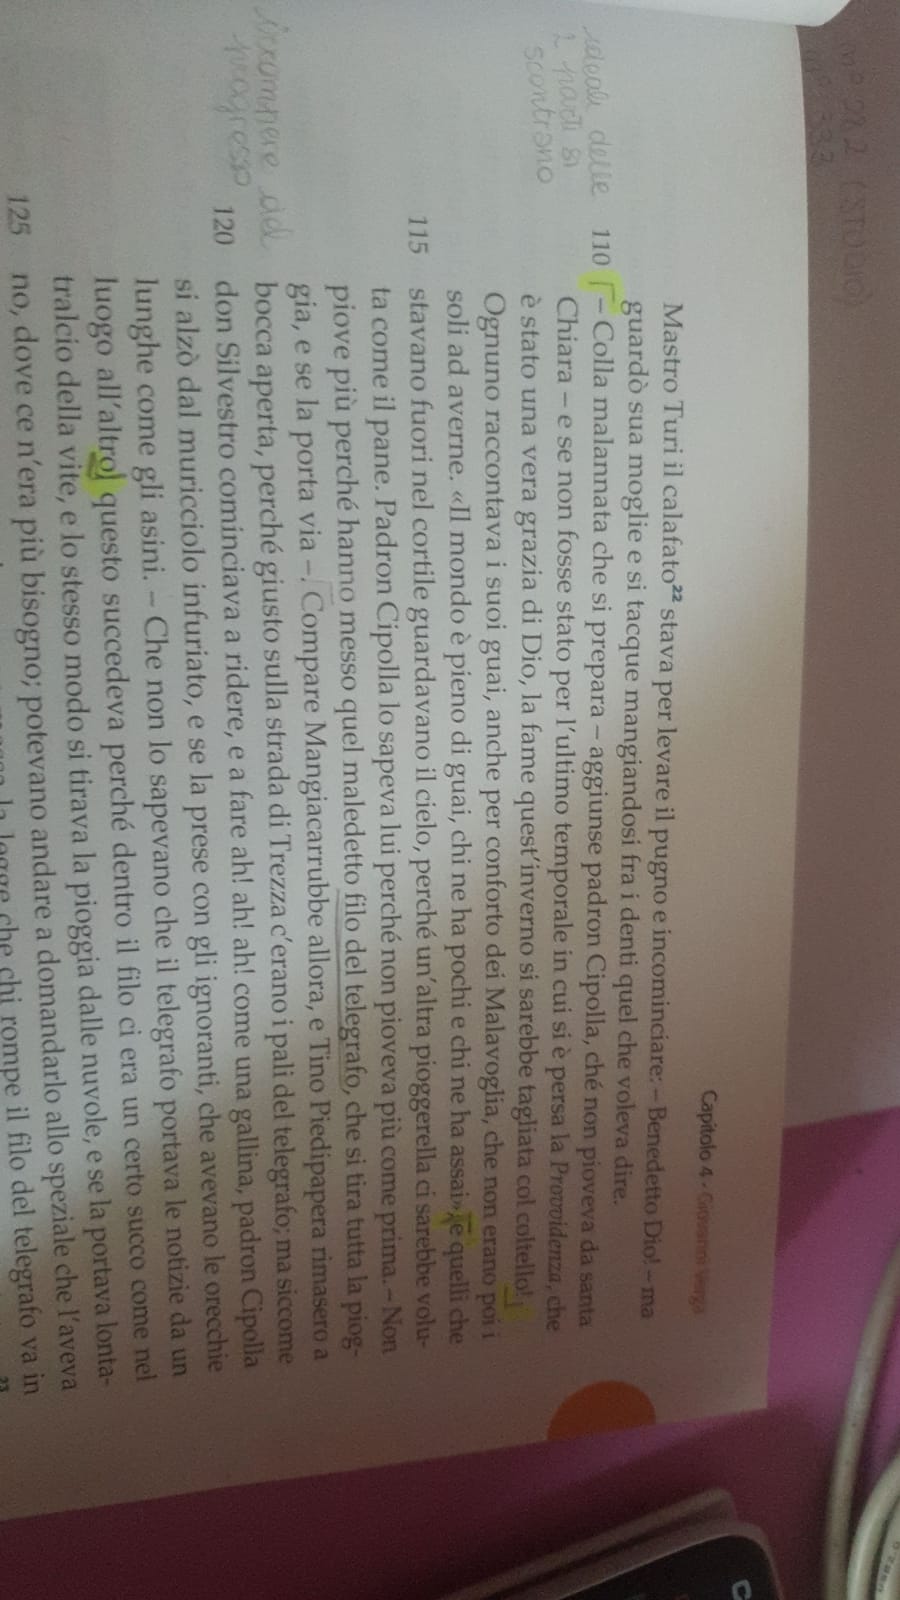 nº 282 (STUDIO)
nº 333
Capitolo 4 - Giovanni Verga
Mastro Turi il calafato²² stava per levare il pugno e incominciare: – Benedetto Dio! – ma
guardò sua moglie e si tacque mangiandosi fra i denti quel che voleva dire.
ideali delle
2 parti si
scontrano
110 – Colla malannata che si prepara – aggiunse padron Cipolla, ché non pioveva da santa
Chiara – e se non fosse stato per l'ultimo temporale in cui si è persa la Provvidenza, che
è stato una vera grazia di Dio, la fame quest'inverno si sarebbe tagliata col coltello!
Ognuno raccontava i suoi guai, anche per conforto dei Malavoglia, che non erano poi i
soli ad averne. «Il mondo è pieno di guai, chi ne ha pochi e chi ne ha assai», e quelli che
115 stavano fuori nel cortile guardavano il cielo, perché un'altra pioggerella ci sarebbe volu-
ta come il pane. Padron Cipolla lo sapeva lui perché non pioveva più come prima. – Non
piove più perché hanno messo quel maledetto filo del telegrafo, che si tira tutta la piog-
gia, e se la porta via –. Compare Mangiacarrubbe allora, e Tino Piedipapera rimasero a
bocca aperta, perché giusto sulla strada di Trezza c'erano i pali del telegrafo; ma siccome
irrompere del
progresso
120 don Silvestro cominciava a ridere, e a fare ah! ah! ah! come una gallina, padron Cipolla
si alzò dal muricciolo infuriato, e se la prese con gli ignoranti, che avevano le orecchie
lunghe come gli asini. – Che non lo sapevano che il telegrafo portava le notizie da un
luogo all'altro; questo succedeva perché dentro il filo ci era un certo succo come nel
tralcio della vite, e lo stesso modo si tirava la pioggia dalle nuvole, e se la portava lonta-
125 no, dove ce n'era più bisogno; potevano andare a domandarlo allo speziale che l'aveva
la legge che chi rompe il filo del telegrafo va in
23